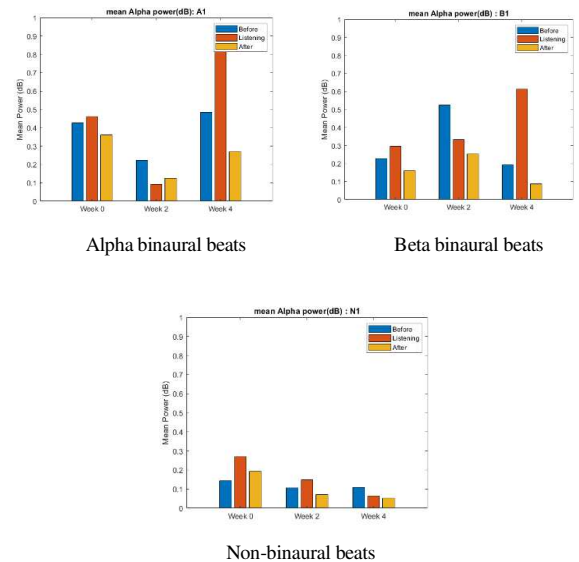 mean Alpha power(dB): A1
Before
Listening
After
Mean Power (dB)
1
0.9
0.8
0.7
0.6
0.5
0.4
0.3
0.2
0.1
0
Week 0 Week 2 Week 4
Alpha binaural beats
mean Alpha power(dB) : B1
Before
Listening
After
Mean Power (dB)
1
0.9
0.8
0.7
0.6
0.5
0.4
0.3
0.2
0.1
0
Week 0 Week 2 Week 4
Beta binaural beats
mean Alpha power(dB) : N1
Before
Listening
After
Mean Power (dB)
1
0.9
0.8
0.7
0.6
0.5
0.4
0.3
0.2
0.1
0
Week 0 Week 2 Week 4
Non-binaural beats